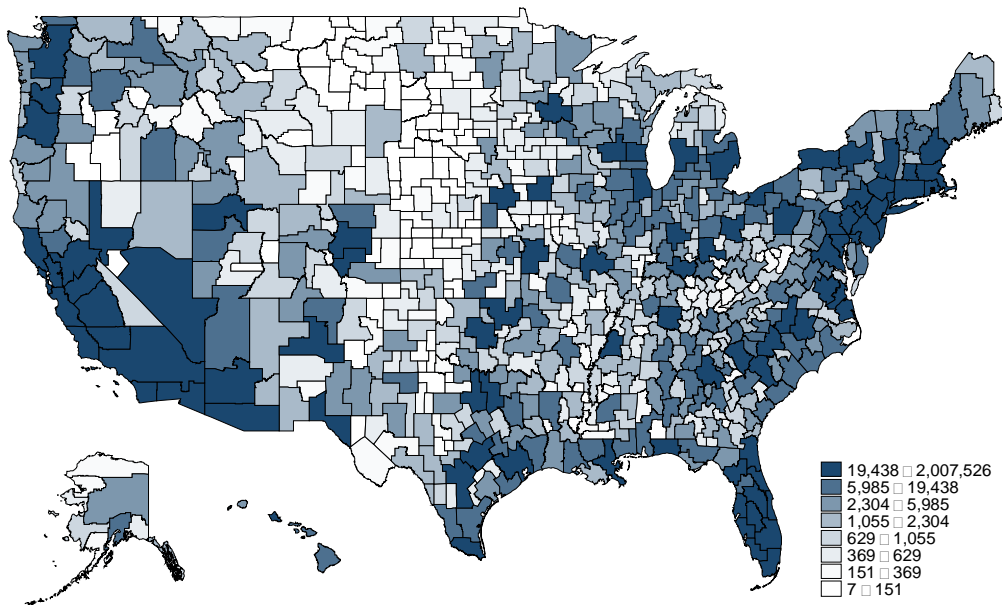 19,438 □ 2,007,526
5,985 □ 19,438
2,304 □ 5,985
1,055 □ 2,304
629 □ 1,055
369 □ 629
151 □ 369
7 □ 151